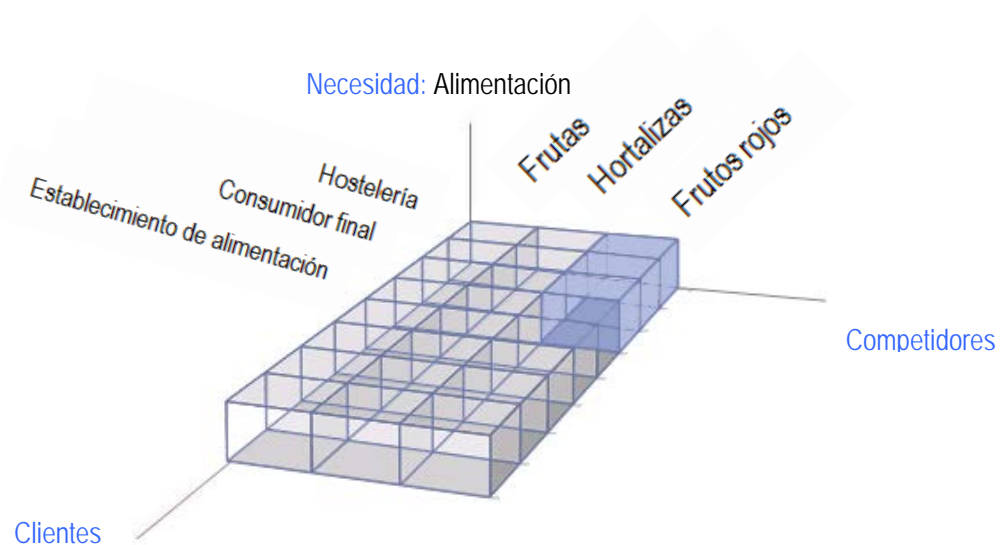 Necesidad: Alimentación
Frutas
Hortalizas
Frutos rojos
Hostelería
Consumidor final
Establecimiento de alimentación
Competidores
Clientes